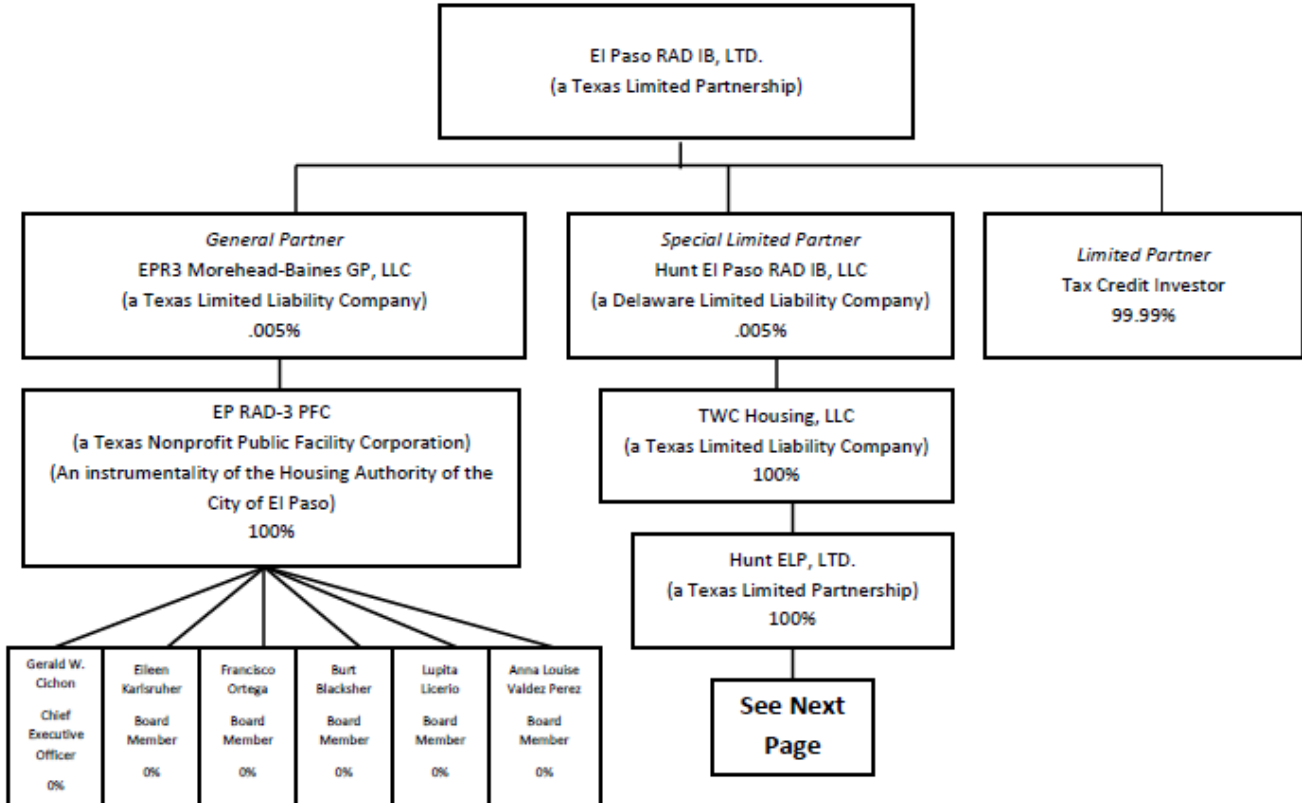 El Paso RAD IB, LTD.
(a Texas Limited Partnership)
General Partner
EPR3 Morehead-Baines GP, LLC
(a Texas Limited Liability Company)
.005%
Special Limited Partner
Hunt El Paso RAD IB, LLC
(a Delaware Limited Liability Company)
.005%
Limited Partner
Tax Credit Investor
99.99%
EP RAD-3 PFC
(a Texas Nonprofit Public Facility Corporation)
(An instrumentality of the Housing Authority of the
City of El Paso)
100%
TWC Housing, LLC
(a Texas Limited Liability Company)
100%
Hunt ELP, LTD.
(a Texas Limited Partnership)
100%
Gerald W.
Cichon
Chief
Executive
Officer
0%
Eileen
Karlsruher
Board
Member
0%
Francisco
Ortega
Board
Member
0%
Burt
Blacksher
Board
Member
0%
Lupita
Licerio
Board
Member
0%
Anna Louise
Valdez Perez
Board
Member
0%
See Next
Page